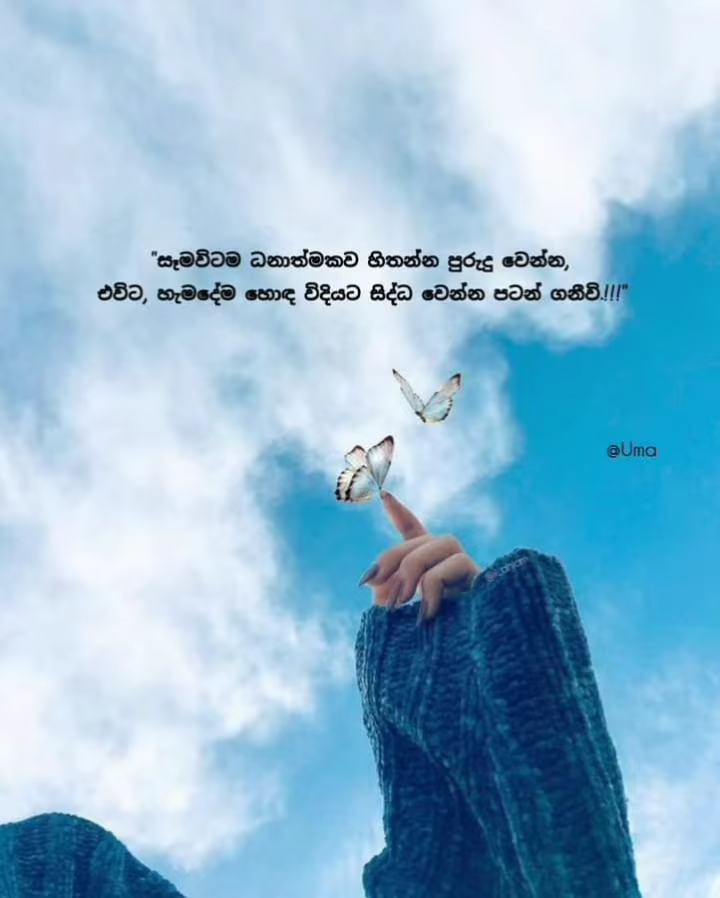 "සැමවිටම ධනාත්මකව හිතන්න පුරුදු වෙන්න,
එවිට, හැමදේම හොඳ විදියට සිද්ධ වෙන්න පටන් ගනීවි.!!!"
@Uma